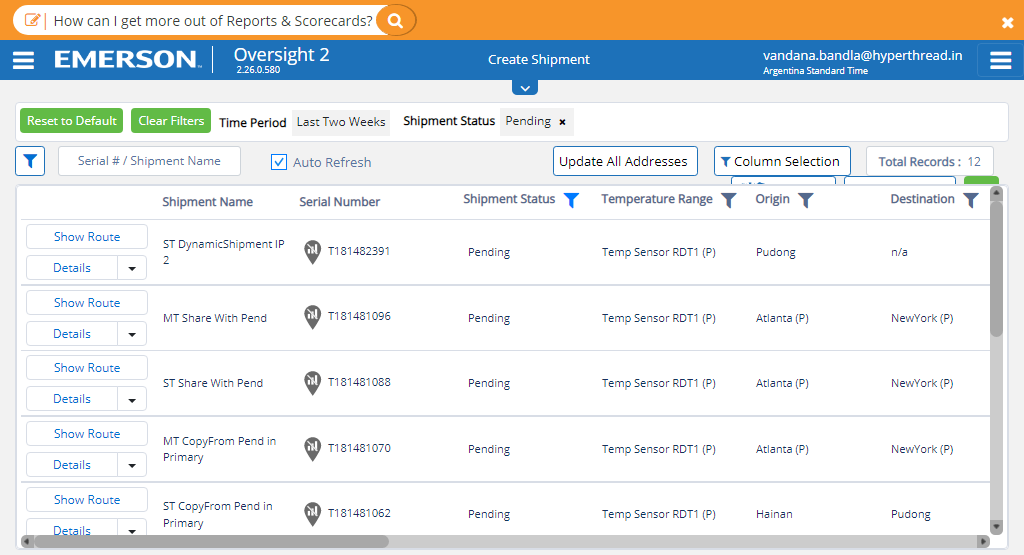 How can I get more out of Reports & Scorecards?
EMERSON
Oversight 2
2.26.0.580
Create Shipment
vandana.bandla@hyperthread.in
Argentina Standard Time
Reset to Default
Clear Filters
Time Period
Last Two Weeks
Shipment Status
Pending ×
Serial # / Shipment Name
Auto Refresh
Update All Addresses
Column Selection
Total Records : 12
Shipment Name
Serial Number
Shipment Status
Temperature Range
Origin
Destination
Show Route
Details
ST DynamicShipment IP
2
T181482391
Pending
Temp Sensor RDT1 (P)
Pudong
n/a
Show Route
Details
MT Share With Pend
T181481096
Pending
Temp Sensor RDT1 (P)
Atlanta (P)
NewYork (P)
Show Route
Details
ST Share With Pend
T181481088
Pending
Temp Sensor RDT1 (P)
Atlanta (P)
NewYork (P)
Show Route
Details
MT CopyFrom Pend in
Primary
T181481070
Pending
Temp Sensor RDT1 (P)
Atlanta (P)
NewYork (P)
Show Route
Details
ST CopyFrom Pend in
Primary
T181481062
Pending
Temp Sensor RDT1 (P)
Hainan
Pudong